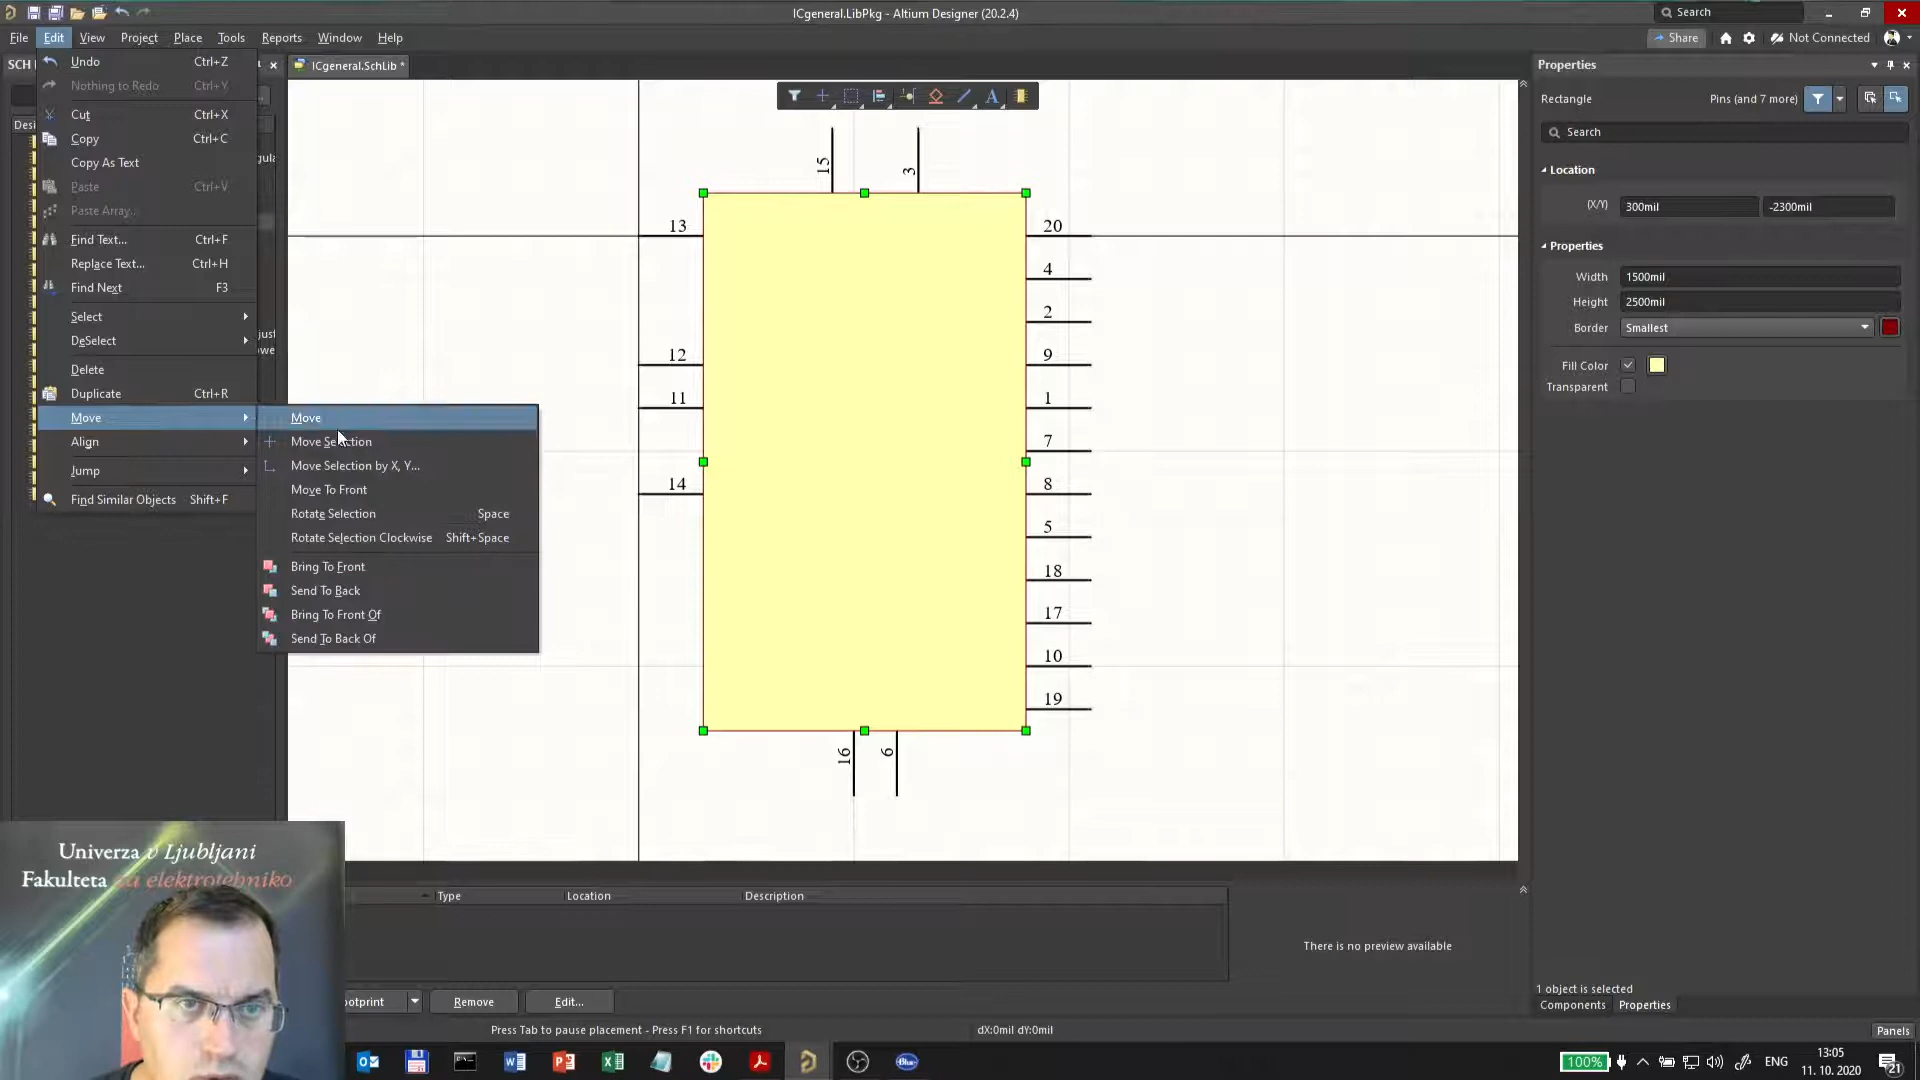 ICgeneral.LibPkg - Altium Designer (20.2.4)
Search
File Edit View Project Place Tools Reports Window Help
Share
Not Connected
SCH
ICgeneral.SchLib *
Properties
Undo Ctrl+Z
Nothing to Redo Ctrl+Y
Cut Ctrl+X
Copy Ctrl+C
Copy As Text
Paste Ctrl+V
Paste Array...
Find Text... Ctrl+F
Replace Text... Ctrl+H
Find Next F3
Select
DeSelect
Delete
Duplicate Ctrl+R
Move
Align
Jump
Find Similar Objects Shift+F
Move
Move Selection
Move Selection by X, Y...
Move To Front
Rotate Selection Space
Rotate Selection Clockwise Shift+Space
Bring To Front
Send To Back
Bring To Front Of
Send To Back Of
15 3
13 20
4
2
12 9
11 1
7
14 8
5
18
17
10
19
16 6
Rectangle Pins (and 7 more)
Search
Location
(X/Y) 300mil -2300mil
Properties
Width 1500mil
Height 2500mil
Border Smallest
Fill Color
Transparent
1 object is selected
Components Properties
Univerza v Ljubljani
Fakulteta za elektrotehniko
Type Location Description
There is no preview available
ootprint Remove Edit...
Press Tab to pause placement - Press F1 for shortcuts dX:0mil dY:0mil
Panels
100% ENG 13:05
11. 10. 2020
21